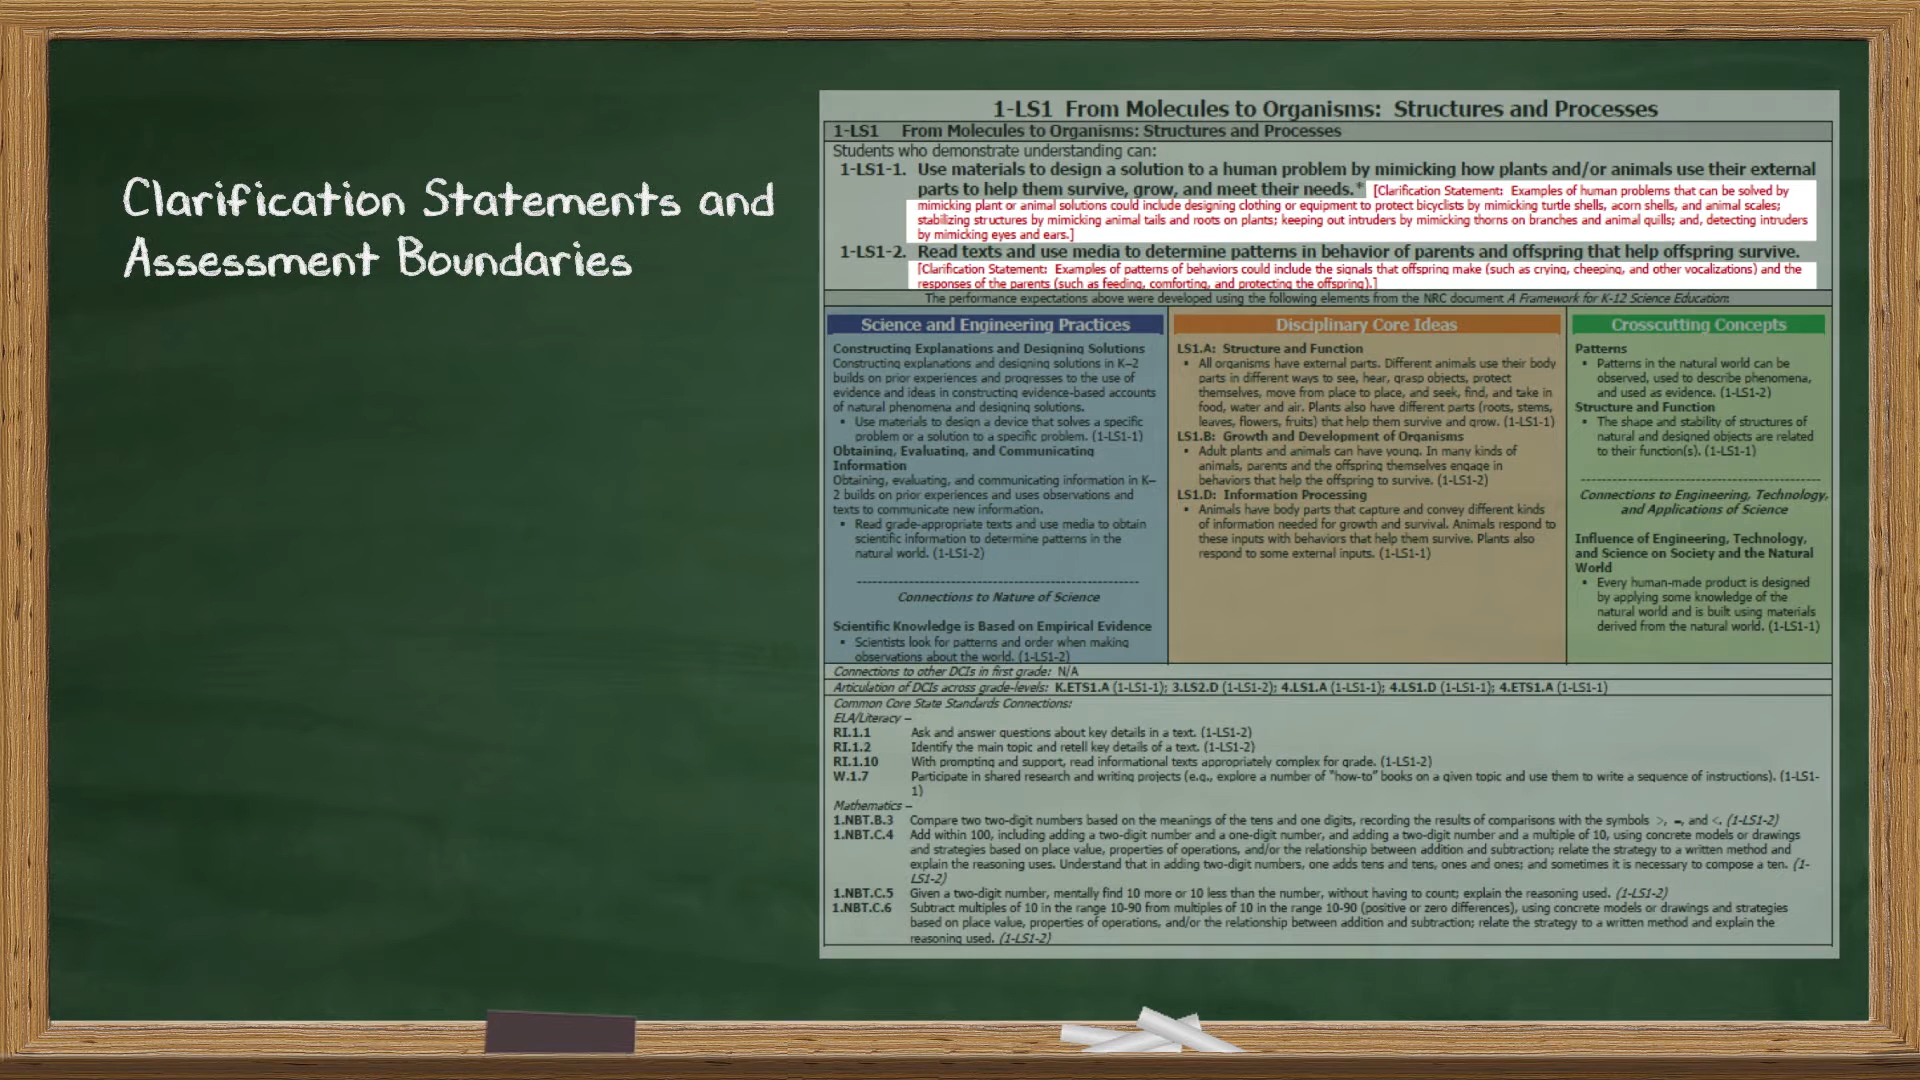 Clarification Statements and
Assessment Boundaries
1-LS1 From Molecules to Organisms: Structures and Processes
1-LS1 From Molecules to Organisms: Structures and Processes
Students who demonstrate understanding can:
1-LS1-1. Use materials to design a solution to a human problem by mimicking how plants and/or animals use their external
parts to help them survive, grow, and meet their needs.* [Clarification Statement: Examples of human problems that can be solved by
mimicking plant or animal solutions could include designing clothing or equipment to protect bicyclists by mimicking turtle shells, acorn shells, and animal scales;
stabilizing structures by mimicking animal tails and roots on plants; keeping out intruders by mimicking thorns on branches and animal quills; and, detecting intruders
by mimicking eyes and ears.]
1-LS1-2. Read texts and use media to determine patterns in behavior of parents and offspring that help offspring survive.
[Clarification Statement: Examples of patterns of behaviors could include the signals that offspring make (such as crying, cheeping, and other vocalizations) and the
responses of the parents (such as feeding, comforting, and protecting the offspring).]
The performance expectations above were developed using the following elements from the NRC document A Framework for K-12 Science Education:
Science and Engineering Practices
Constructing Explanations and Designing Solutions
Constructing explanations and designing solutions in K–2
builds on prior experiences and progresses to the use of
evidence and ideas in constructing evidence-based accounts
of natural phenomena and designing solutions.
▪ Use materials to design a device that solves a specific
problem or a solution to a specific problem. (1-LS1-1)
Obtaining, Evaluating, and Communicating
Information
Obtaining, evaluating, and communicating information in K–
2 builds on prior experiences and uses observations and
texts to communicate new information.
▪ Read grade-appropriate texts and use media to obtain
scientific information to determine patterns in the
natural world. (1-LS1-2)
Connections to Nature of Science
Scientific Knowledge is Based on Empirical Evidence
▪ Scientists look for patterns and order when making
observations about the world. (1-LS1-2)
Disciplinary Core Ideas
LS1.A: Structure and Function
▪ All organisms have external parts. Different animals use their body
parts in different ways to see, hear, grasp objects, protect
themselves, move from place to place, and seek, find, and take in
food, water and air. Plants also have different parts (roots, stems,
leaves, flowers, fruits) that help them survive and grow. (1-LS1-1)
LS1.B: Growth and Development of Organisms
▪ Adult plants and animals can have young. In many kinds of
animals, parents and the offspring themselves engage in
behaviors that help the offspring to survive. (1-LS1-2)
LS1.D: Information Processing
▪ Animals have body parts that capture and convey different kinds
of information needed for growth and survival. Animals respond to
these inputs with behaviors that help them survive. Plants also
respond to some external inputs. (1-LS1-1)
Crosscutting Concepts
Patterns
▪ Patterns in the natural world can be
observed, used to describe phenomena,
and used as evidence. (1-LS1-2)
Structure and Function
▪ The shape and stability of structures of
natural and designed objects are related
to their function(s). (1-LS1-1)
Connections to Engineering, Technology,
and Applications of Science
Influence of Engineering, Technology,
and Science on Society and the Natural
World
▪ Every human-made product is designed
by applying some knowledge of the
natural world and is built using materials
derived from the natural world. (1-LS1-1)
Connections to other DCIs in first grade: N/A
Articulation of DCIs across grade-levels: K.ETS1.A (1-LS1-1); 3.LS2.D (1-LS1-2); 4.LS1.A (1-LS1-1); 4.LS1.D (1-LS1-1); 4.ETS1.A (1-LS1-1)
Common Core State Standards Connections:
ELA/Literacy –
RI.1.1 Ask and answer questions about key details in a text. (1-LS1-2)
RI.1.2 Identify the main topic and retell key details of a text. (1-LS1-2)
RI.1.10 With prompting and support, read informational texts appropriately complex for grade. (1-LS1-2)
W.1.7 Participate in shared research and writing projects (e.g., explore a number of "how-to" books on a given topic and use them to write a sequence of instructions). (1-LS1-
1)
Mathematics –
1.NBT.B.3 Compare two two-digit numbers based on the meanings of the tens and one digits, recording the results of comparisons with the symbols >, =, and <. (1-LS1-2)
1.NBT.C.4 Add within 100, including adding a two-digit number and a one-digit number, and adding a two-digit number and a multiple of 10, using concrete models or drawings
and strategies based on place value, properties of operations, and/or the relationship between addition and subtraction; relate the strategy to a written method and
explain the reasoning uses. Understand that in adding two-digit numbers, one adds tens and tens, ones and ones; and sometimes it is necessary to compose a ten. (1-
LS1-2)
1.NBT.C.5 Given a two-digit number, mentally find 10 more or 10 less than the number, without having to count; explain the reasoning used. (1-LS1-2)
1.NBT.C.6 Subtract multiples of 10 in the range 10-90 from multiples of 10 in the range 10-90 (positive or zero differences), using concrete models or drawings and strategies
based on place value, properties of operations, and/or the relationship between addition and subtraction; relate the strategy to a written method and explain the
reasoning used. (1-LS1-2)